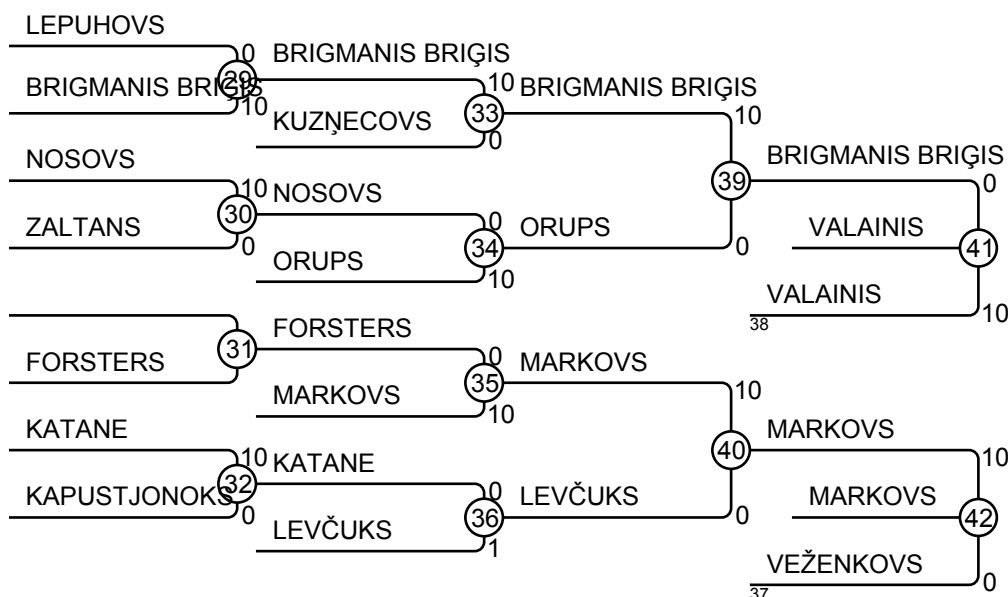 LEPUHOVS
0
29
BRIGMANIS BRIĢIS
10
BRIGMANIS BRIĢIS
10
33
BRIGMANIS BRIĢIS
KUZŅECOVS
0
10
39
BRIGMANIS BRIĢIS
0
NOSOVS
10
30
NOSOVS
0
34
ORUPS
0
VALAINIS
41
ZALTANS
0
ORUPS
10
VALAINIS
10
38
31
FORSTERS
0
FORSTERS
35
MARKOVS
10
MARKOVS
10
40
MARKOVS
10
KATANE
10
32
KATANE
0
36
LEVČUKS
0
MARKOVS
42
KAPUSTJONOKS
0
LEVČUKS
1
VEŽENKOVS
0
37